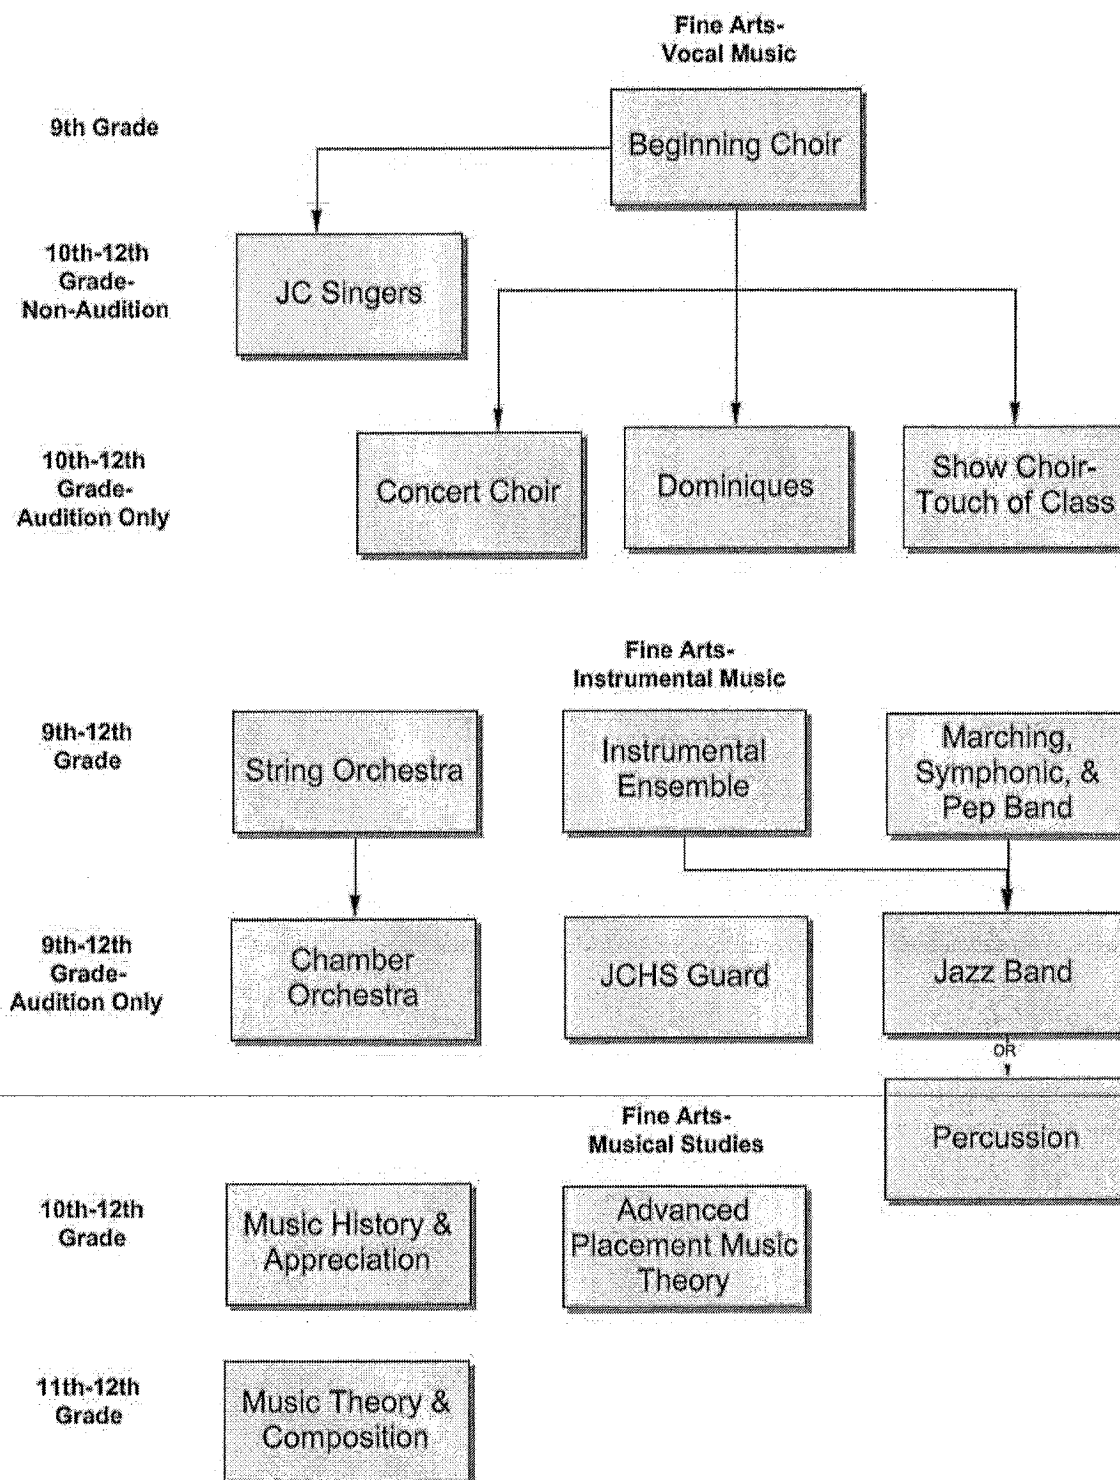 Fine Arts-
Vocal Music
9th Grade
Beginning Choir
10th-12th
Grade-
Non-Audition
JC Singers
10th-12th
Grade-
Audition Only
Concert Choir
Dominiques
Show Choir-
Touch of Class
Fine Arts-
Instrumental Music
9th-12th
Grade
String Orchestra
Instrumental
Ensemble
Marching,
Symphonic, &
Pep Band
9th-12th
Grade-
Audition Only
Chamber
Orchestra
JCHS Guard
Jazz Band
OR
Percussion
Fine Arts-
Musical Studies
10th-12th
Grade
Music History &
Appreciation
Advanced
Placement Music
Theory
11th-12th
Grade
Music Theory &
Composition